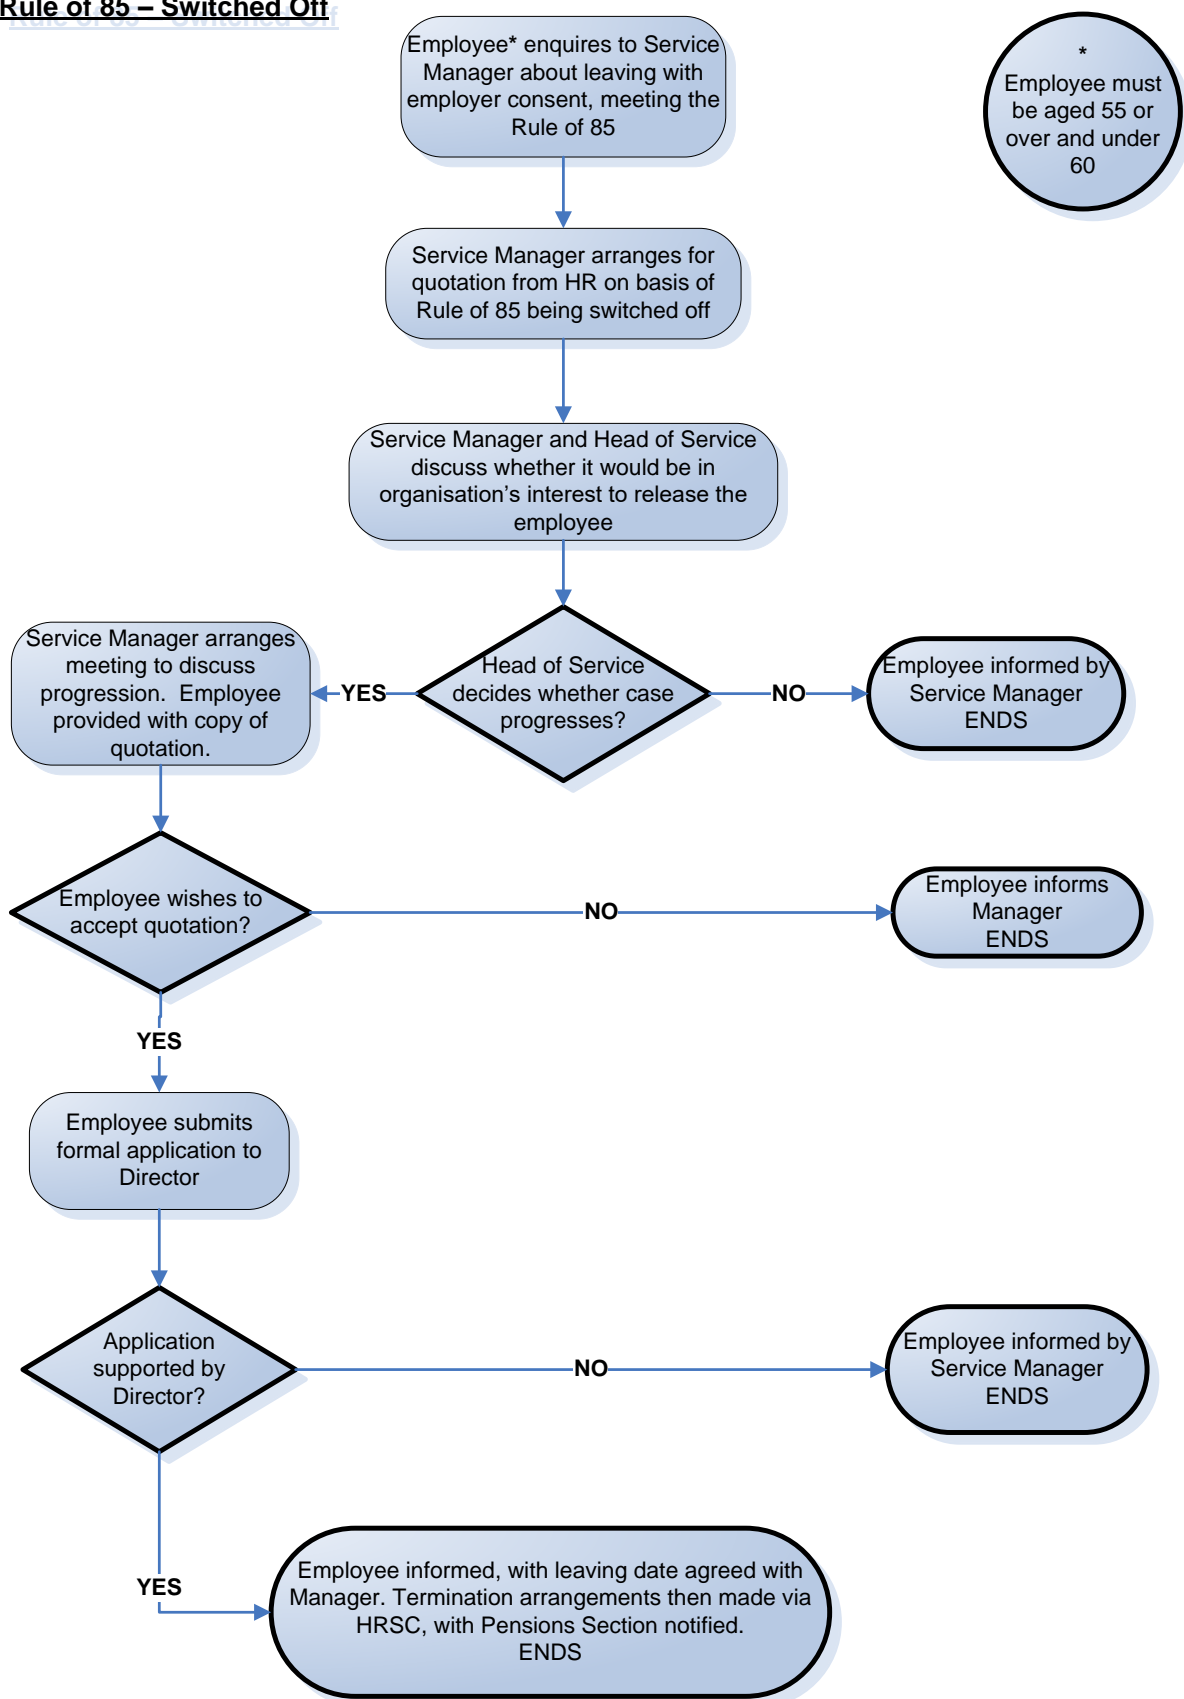 Rule of 85 – Switched Off
Employee* enquires to Service
Manager about leaving with
employer consent, meeting the
Rule of 85
*
Employee must
be aged 55 or
over and under
60
Service Manager arranges for
quotation from HR on basis of
Rule of 85 being switched off
Service Manager and Head of Service
discuss whether it would be in
organisation’s interest to release the
employee
Head of Service
decides whether case
progresses?
YES
NO
Service Manager arranges
meeting to discuss
progression.  Employee
provided with copy of
quotation.
Employee informed by
Service Manager
ENDS
Employee wishes to
accept quotation?
NO
Employee informs
Manager
ENDS
YES
Employee submits
formal application to
Director
Application
supported by
Director?
NO
Employee informed by
Service Manager
ENDS
YES
Employee informed, with leaving date agreed with
Manager. Termination arrangements then made via
HRSC, with Pensions Section notified.
ENDS